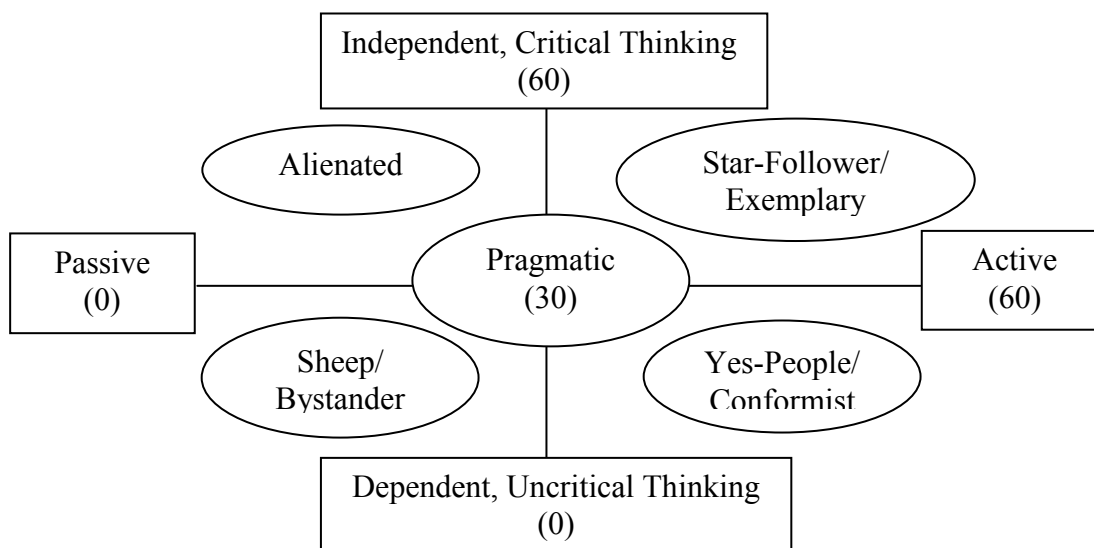 Independent, Critical Thinking
(60)
Alienated
Star-Follower/
Exemplary
Passive
(0)
Pragmatic
(30)
Active
(60)
Sheep/
Bystander
Yes-People/
Conformist
Dependent, Uncritical Thinking
(0)